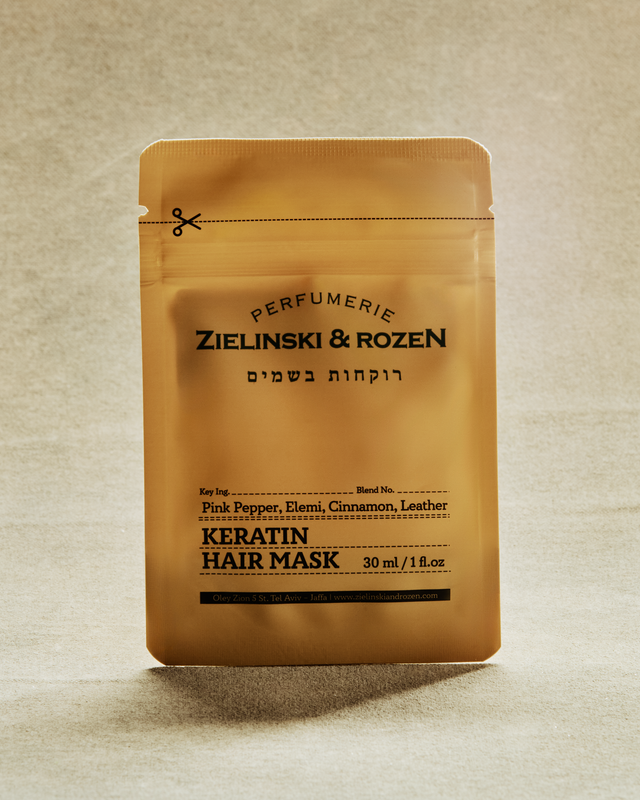 PERFUMERIE
ZIELINSKI & ROZEN
רוקחות בשמים
Key Ing. Blend No.
Pink Pepper, Elemi, Cinnamon, Leather
KERATIN
HAIR MASK 30 ml / 1 fl.oz
Oley Zion 5 St. Tel Aviv - Jaffa | www.zielinskiandrozen.com